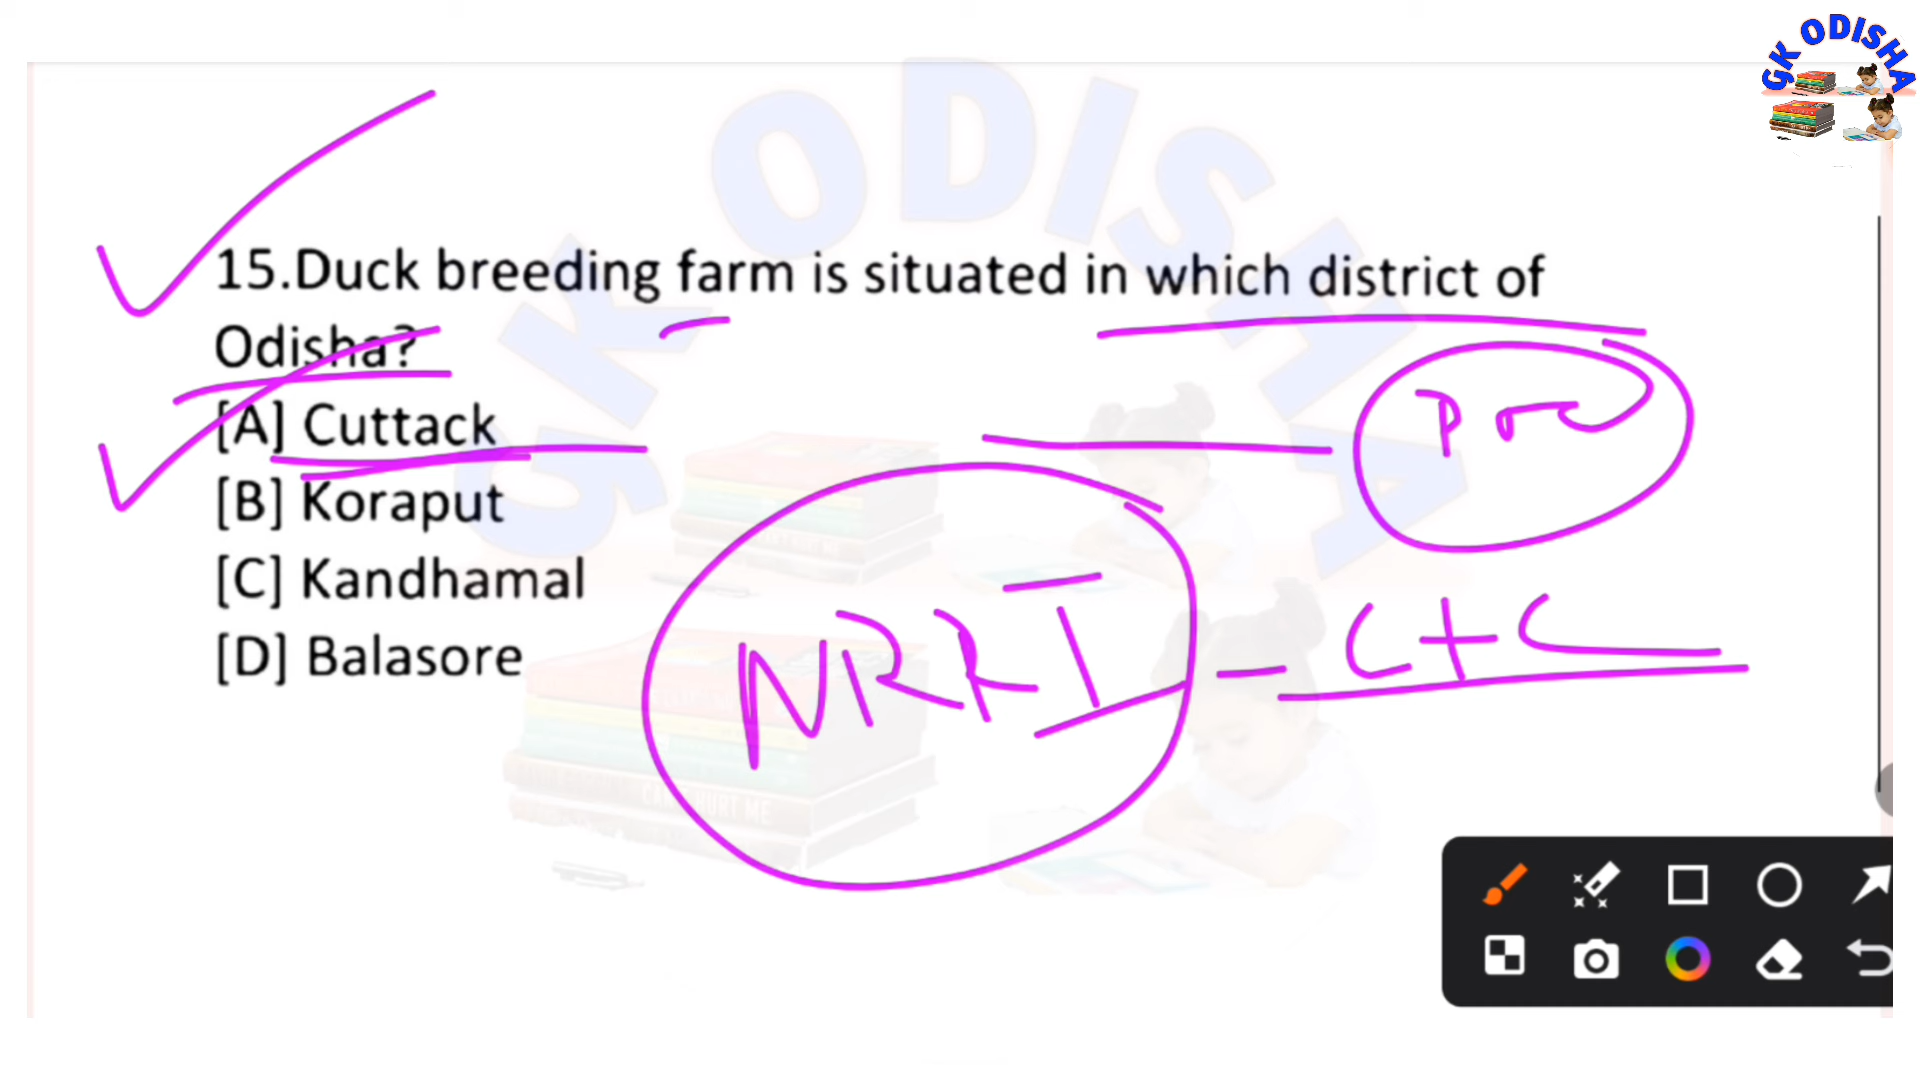 GK ODISHA
15.Duck breeding farm is situated in which district of
Odisha?
[A] Cuttack
[B] Koraput
[C] Kandhamal
[D] Balasore
NRRI - CTC